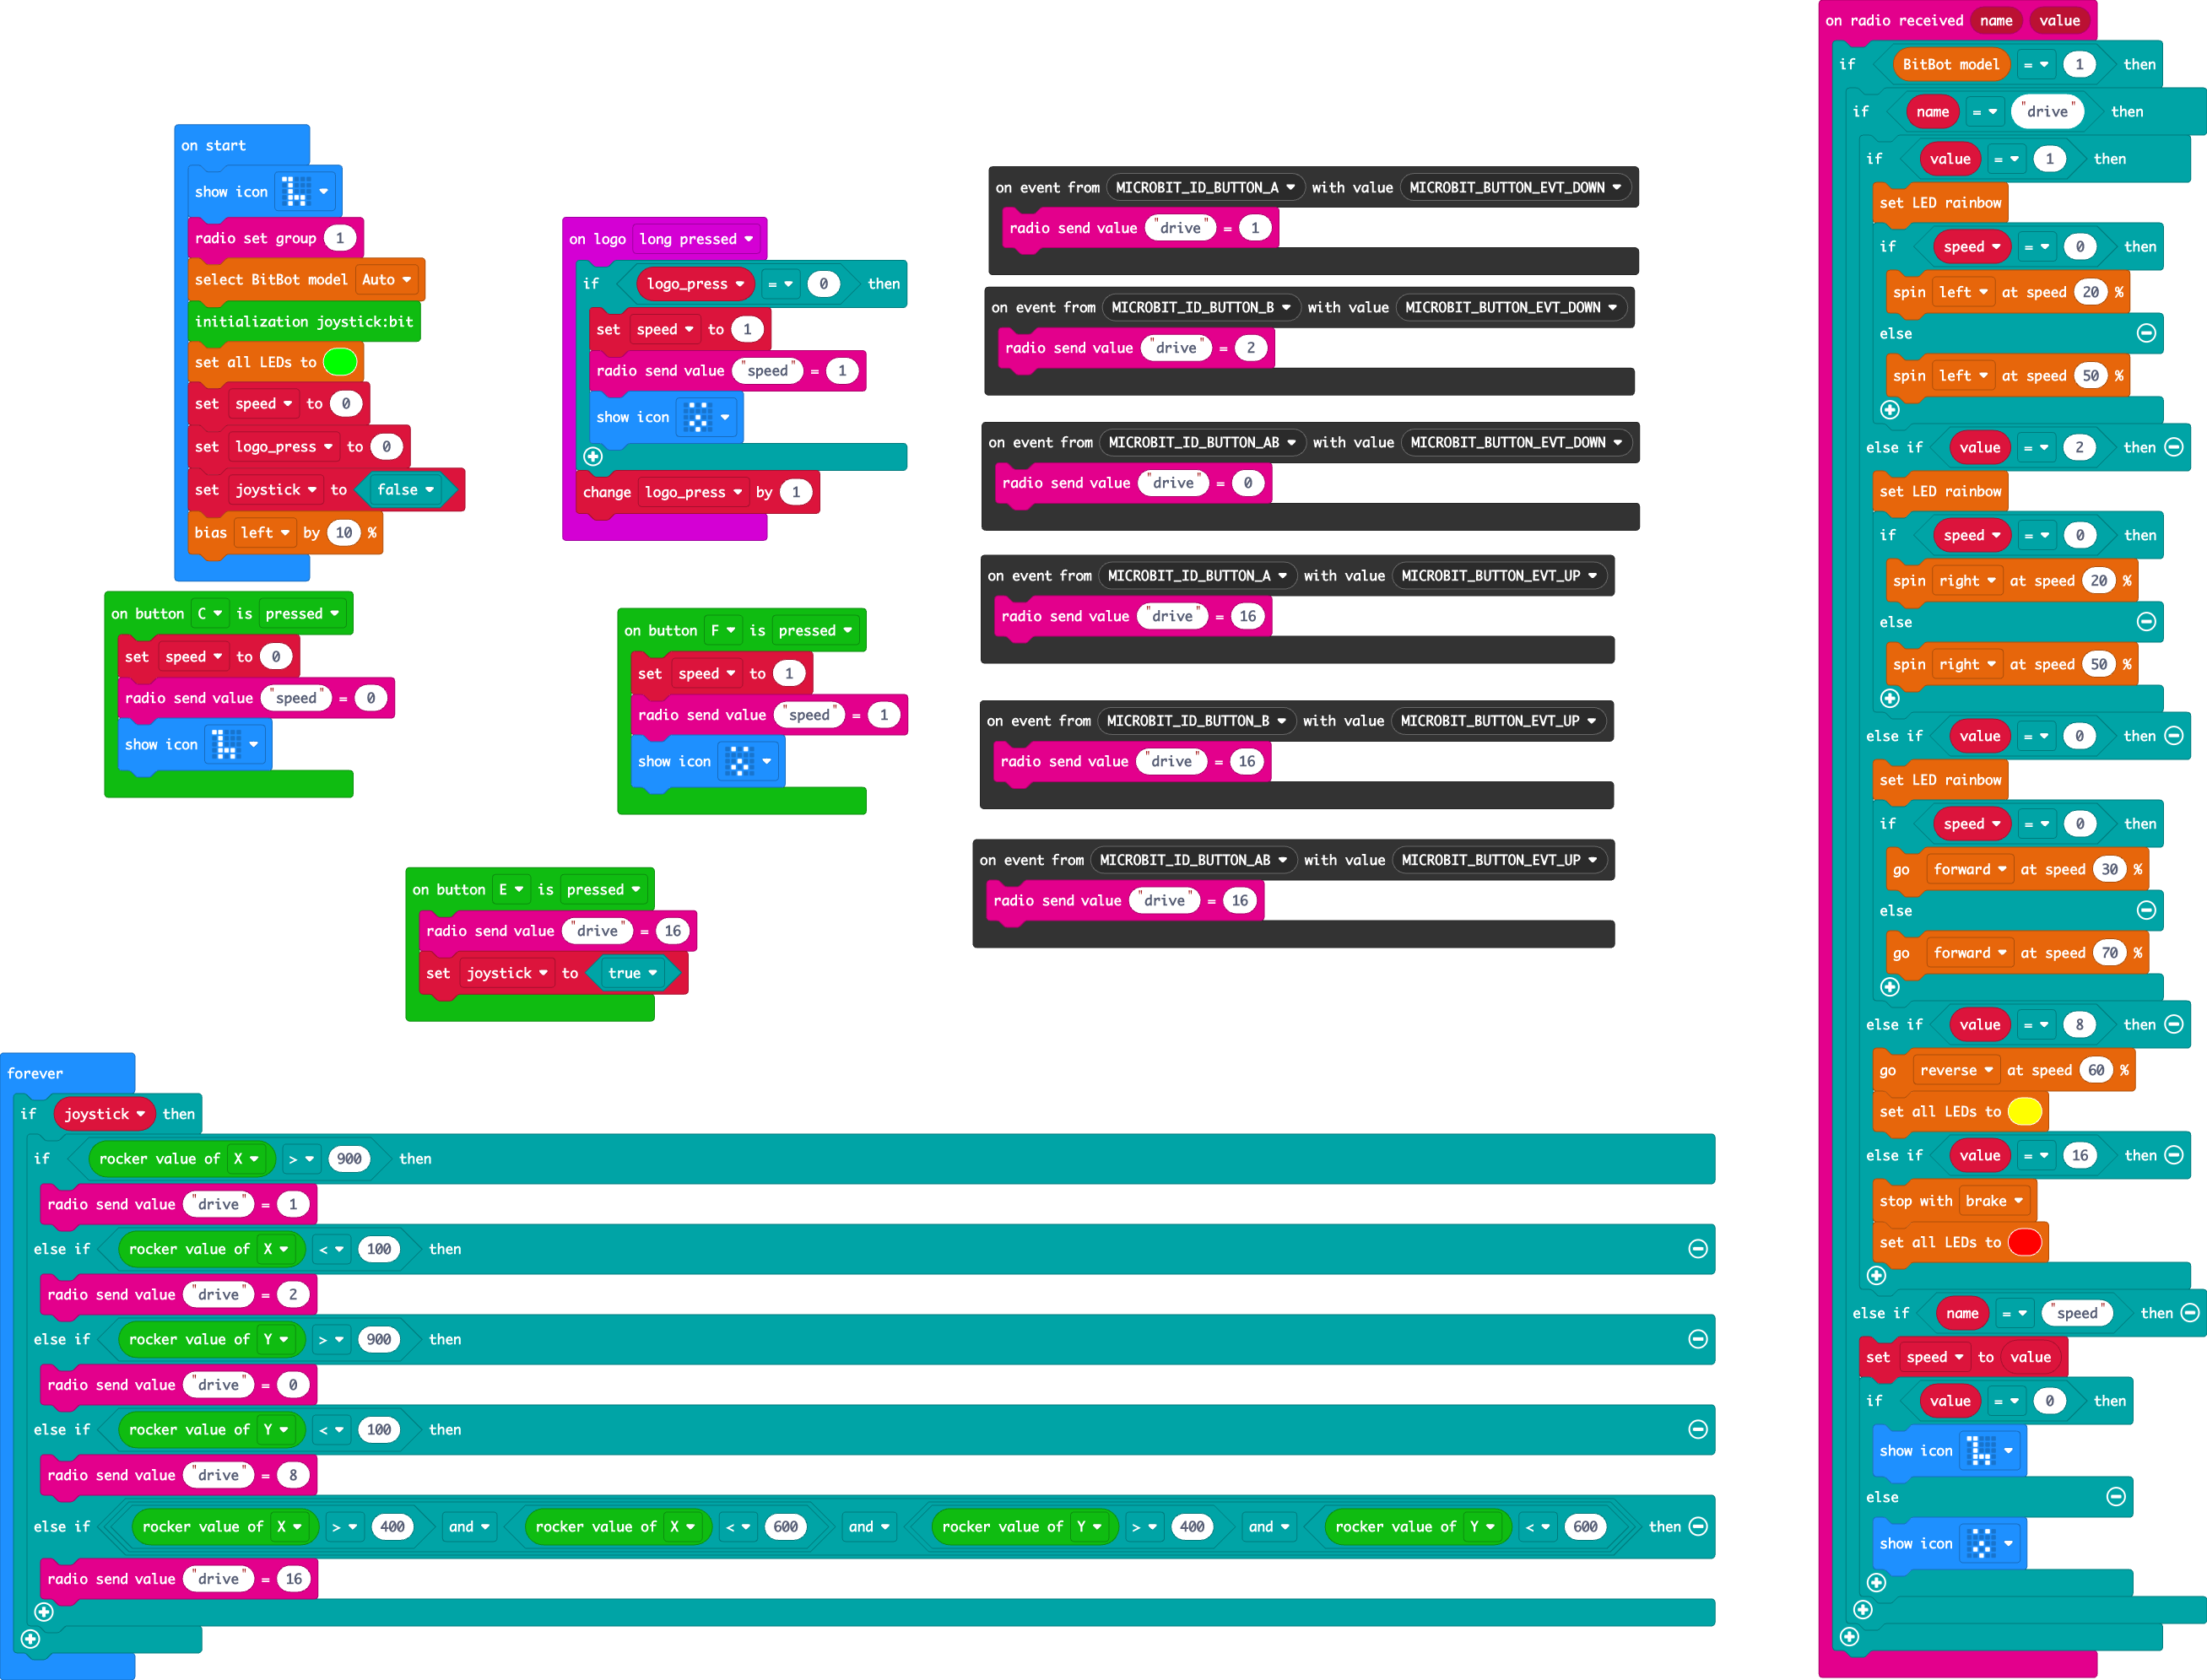 on start
show icon
radio set group 1
select BitBot model Auto
initialization joystick:bit
set all LEDs to
set speed to 0
set logo_press to 0
set joystick to false
bias left by 10 %
on button C is pressed
set speed to 0
radio send value "speed" = 0
show icon
on logo long pressed
if logo_press = 0 then
set speed to 1
radio send value "speed" = 1
show icon
change logo_press by 1
on button F is pressed
set speed to 1
radio send value "speed" = 1
show icon
on button E is pressed
radio send value "drive" = 16
set joystick to true
on event from MICROBIT_ID_BUTTON_A with value MICROBIT_BUTTON_EVT_DOWN
radio send value "drive" = 1
on event from MICROBIT_ID_BUTTON_B with value MICROBIT_BUTTON_EVT_DOWN
radio send value "drive" = 2
on event from MICROBIT_ID_BUTTON_AB with value MICROBIT_BUTTON_EVT_DOWN
radio send value "drive" = 0
on event from MICROBIT_ID_BUTTON_A with value MICROBIT_BUTTON_EVT_UP
radio send value "drive" = 16
on event from MICROBIT_ID_BUTTON_B with value MICROBIT_BUTTON_EVT_UP
radio send value "drive" = 16
on event from MICROBIT_ID_BUTTON_AB with value MICROBIT_BUTTON_EVT_UP
radio send value "drive" = 16
forever
if joystick then
if rocker value of X > 900 then
radio send value "drive" = 1
else if rocker value of X < 100 then
radio send value "drive" = 2
else if rocker value of Y > 900 then
radio send value "drive" = 0
else if rocker value of Y < 100 then
radio send value "drive" = 8
else if rocker value of X > 400 and rocker value of X < 600 and rocker value of Y > 400 and rocker value of Y < 600 then
radio send value "drive" = 16
on radio received name value
if BitBot model = 1 then
if name = "drive" then
if value = 1 then
set LED rainbow
if speed = 0 then
spin left at speed 20 %
else
spin left at speed 50 %
else if value = 2 then
set LED rainbow
if speed = 0 then
spin right at speed 20 %
else
spin right at speed 50 %
else if value = 0 then
set LED rainbow
if speed = 0 then
go forward at speed 30 %
else
go forward at speed 70 %
else if value = 8 then
go reverse at speed 60 %
set all LEDs to
else if value = 16 then
stop with brake
set all LEDs to
else if name = "speed" then
set speed to value
if value = 0 then
show icon
else
show icon